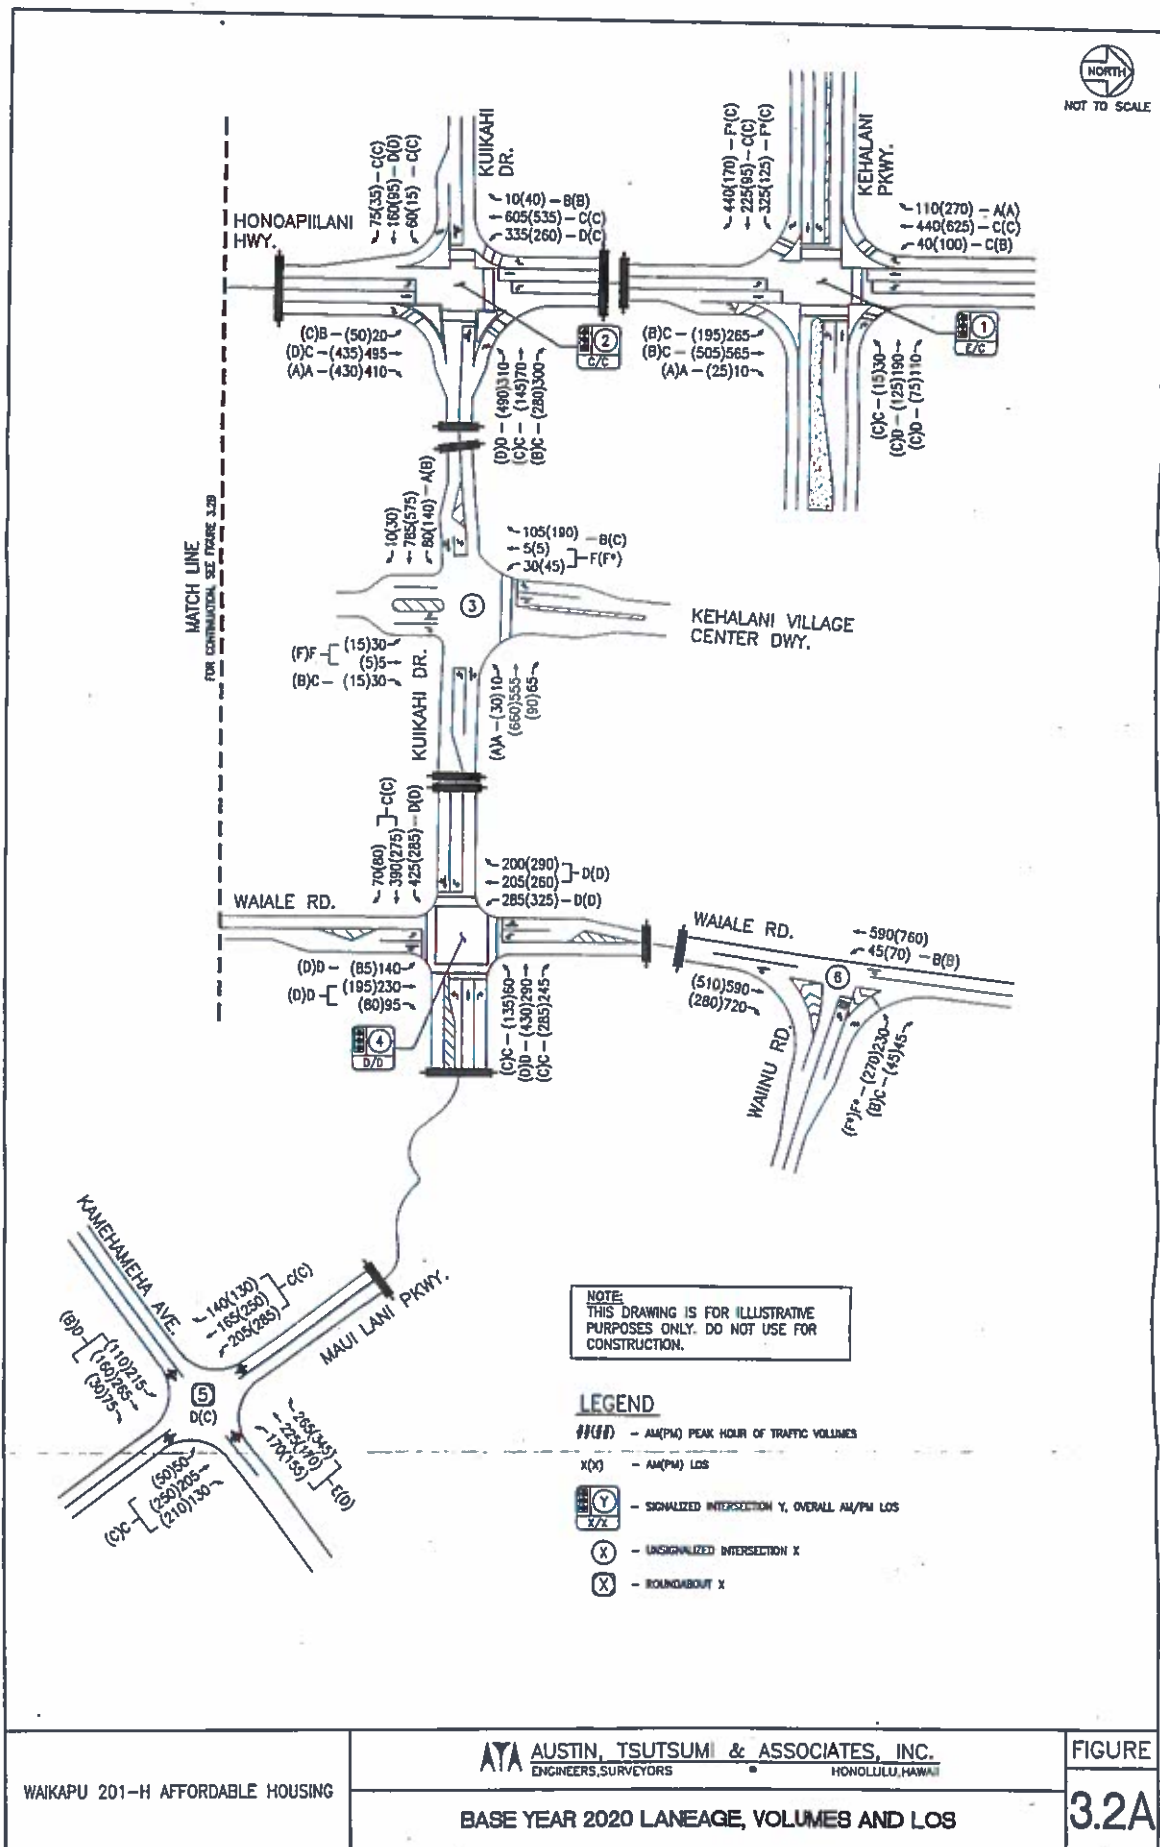 NORTH
NOT TO SCALE
KUIKAHI
DR.
KEHALANI
PKWY.
HONOAPIILANI
HWY.
75(35) – C(C)
160(95) – D(D)
60(15) – C(C)
10(40) – B(B)
605(535) – C(C)
335(260) – D(C)
440(170) – F*(C)
225(95) – C(C)
325(125) – F*(C)
110(270) – A(A)
440(625) – C(C)
40(100) – C(B)
(C)B – (50)20
(D)C – (435)495
(A)A – (430)410
2
C/C
(D)D – (490)310
(C)C – (145)70
(B)C – (280)300
(B)C – (195)265
(B)C – (505)565
(A)A – (25)10
1
E/C
(C)C – (15)30
(C)D – (125)190
(C)D – (75)110
MATCH LINE
FOR CONTINUATION, SEE FIGURE 3.2B
10(30)
785(575)
80(140) – A(B)
105(190) – B(C)
5(5)
30(45)
F(F*)
3
KEHALANI VILLAGE
CENTER DWY.
(F)F
(15)30
(5)5
(B)C – (15)30
KUIKAHI DR.
(A)A – (30)10
(660)555
(90)65
70(80)
390(275)
C(C)
425(285) – D(D)
200(290)
205(260)
D(D)
285(325) – D(D)
WAIALE RD.
(D)D – (85)140
(D)D
(195)230
(60)95
4
D/D
(C)C – (135)60
(D)D – (430)290
(C)C – (285)245
WAIALE RD.
590(760)
45(70) – B(B)
6
(510)590
(280)720
WAIINU RD.
(F*)F* – (270)230
(B)C – (45)45
KAMEHAMEHA AVE.
140(130)
165(250)
205(285)
C(C)
MAUI LANI PKWY.
(B)D
(110)215
(160)265
(30)75
5
D(C)
265(345)
225(170)
170(155)
E(D)
(C)C
(50)50
(250)205
(210)130
NOTE:
THIS DRAWING IS FOR ILLUSTRATIVE
PURPOSES ONLY. DO NOT USE FOR
CONSTRUCTION.
LEGEND
##(##) – AM(PM) PEAK HOUR OF TRAFFIC VOLUMES
X(X) – AM(PM) LOS
Y
X/X
– SIGNALIZED INTERSECTION Y, OVERALL AM/PM LOS
X – UNSIGNALIZED INTERSECTION X
X – ROUNDABOUT X
WAIKAPU 201-H AFFORDABLE HOUSING
ATA AUSTIN, TSUTSUMI & ASSOCIATES, INC.
ENGINEERS, SURVEYORS • HONOLULU, HAWAII
BASE YEAR 2020 LANEAGE, VOLUMES AND LOS
FIGURE
3.2A